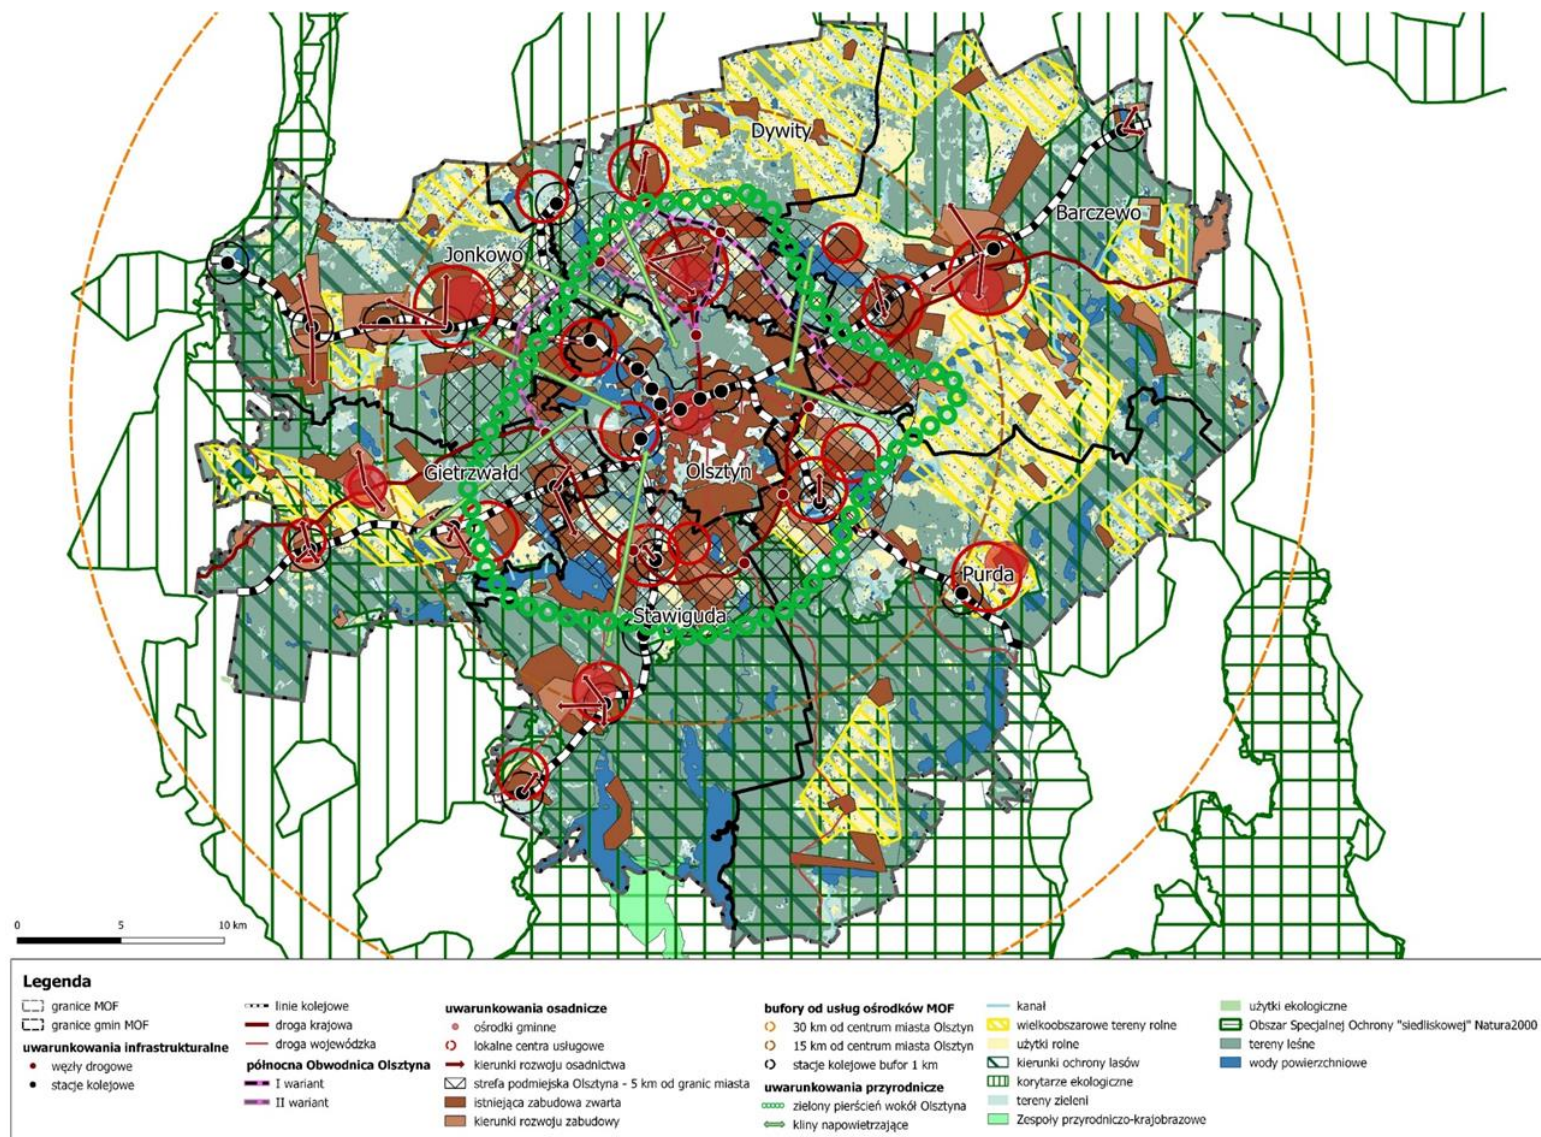 Dywity
Barczewo
Jonkowo
Gietrzwałd
Olsztyn
Purda
Stawiguda
0 5 10 km
Legenda
granice MOF
granice gmin MOF
uwarunkowania infrastrukturalne
węzły drogowe
stacje kolejowe
linie kolejowe
droga krajowa
droga wojewódzka
północna Obwodnica Olsztyna
I wariant
II wariant
uwarunkowania osadnicze
ośrodki gminne
lokalne centra usługowe
kierunki rozwoju osadnictwa
strefa podmiejska Olsztyna - 5 km od granic miasta
istniejąca zabudowa zwarta
kierunki rozwoju zabudowy
bufory od usług ośrodków MOF
30 km od centrum miasta Olsztyn
15 km od centrum miasta Olsztyn
stacje kolejowe bufor 1 km
uwarunkowania przyrodnicze
zielony pierścień wokół Olsztyna
kliny napowietrzające
kanał
wielkoobszarowe tereny rolne
użytki rolne
kierunki ochrony lasów
korytarze ekologiczne
tereny zieleni
Zespoły przyrodniczo-krajobrazowe
użytki ekologiczne
Obszar Specjalnej Ochrony "siedliskowej" Natura2000
tereny leśne
wody powierzchniowe